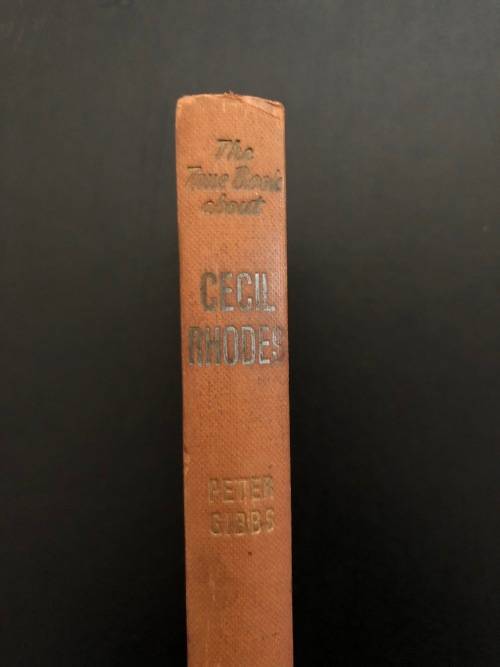 The
True Book
about
CECIL
RHODES
PETER
GIBBS